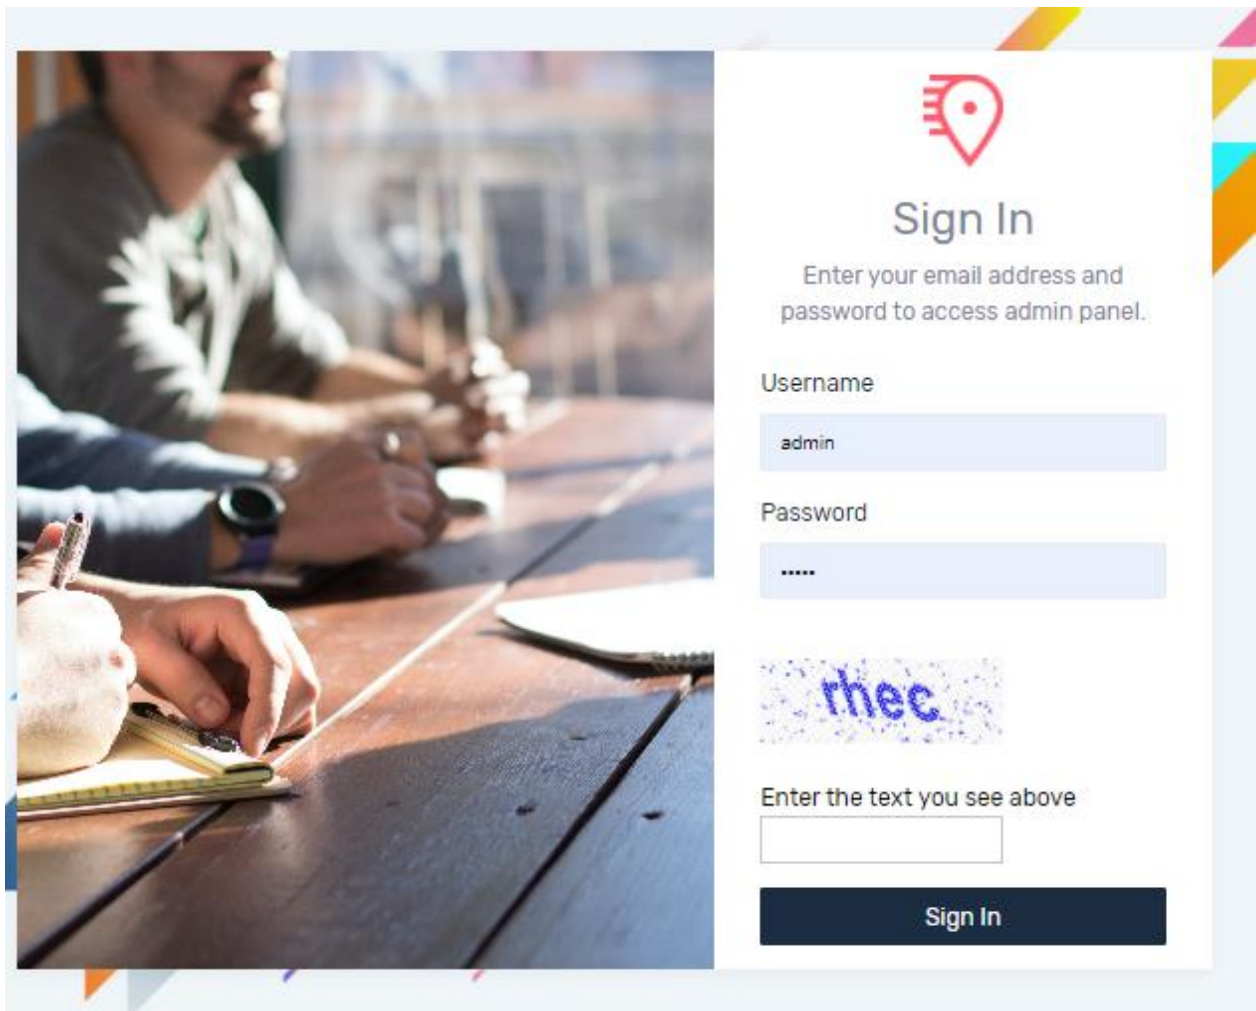 Sign In
Enter your email address and
password to access admin panel.
Username
admin
Password
•••••
rhec
Enter the text you see above
Sign In